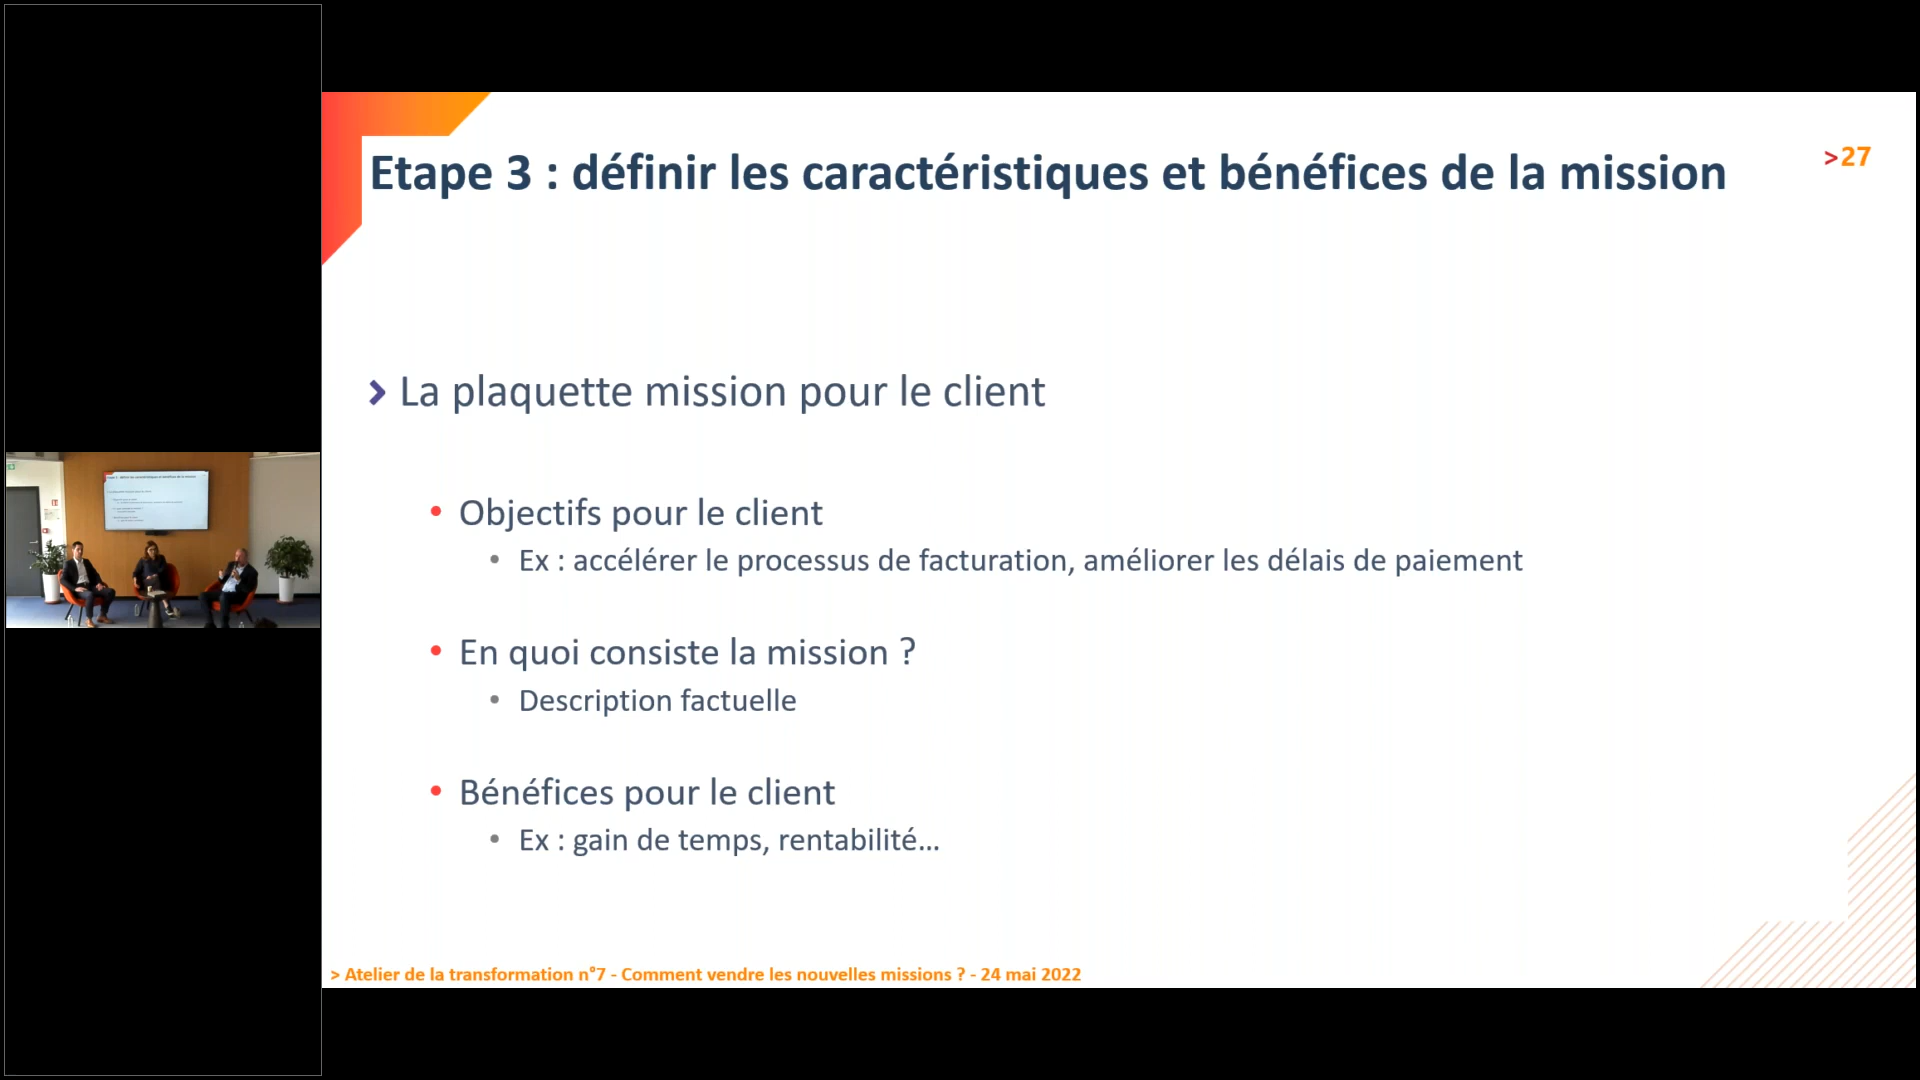 Etape 3 : définir les caractéristiques et bénéfices de la mission
>27
La plaquette mission pour le client
• Objectifs pour le client
• Ex : accélérer le processus de facturation, améliorer les délais de paiement
• En quoi consiste la mission ?
• Description factuelle
• Bénéfices pour le client
• Ex : gain de temps, rentabilité...
> Atelier de la transformation n°7 - Comment vendre les nouvelles missions ? - 24 mai 2022